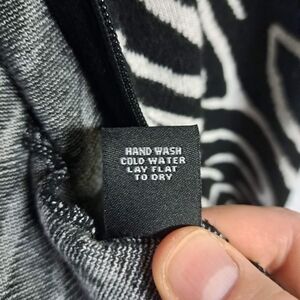 HAND WASH
COLD WATER
LAY FLAT
TO DRY